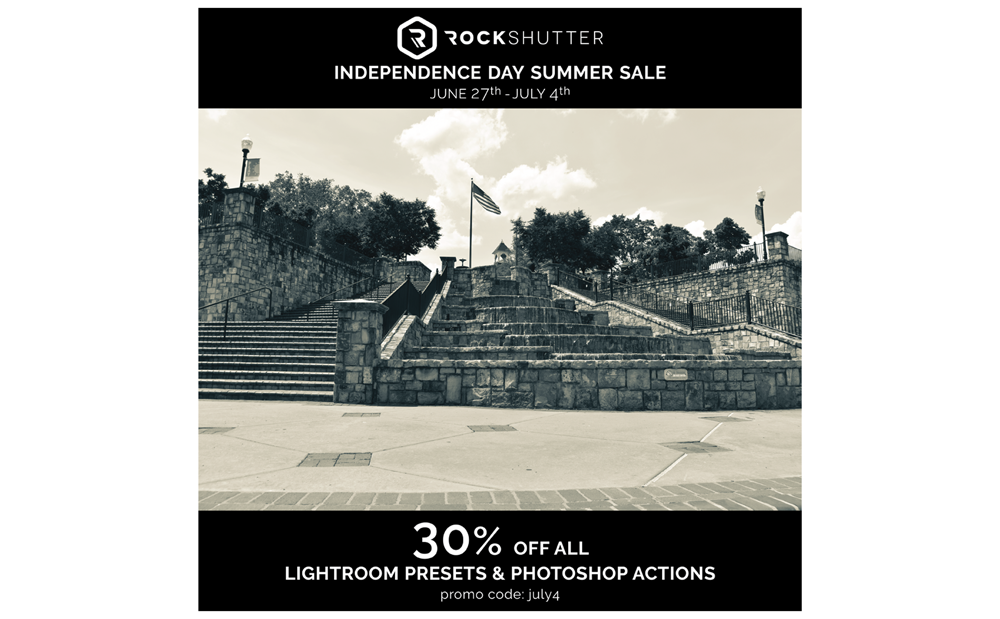 ROCKSHUTTER
INDEPENDENCE DAY SUMMER SALE
JUNE 27th - JULY 4th
30% OFF ALL
LIGHTROOM PRESETS & PHOTOSHOP ACTIONS
promo code: july4